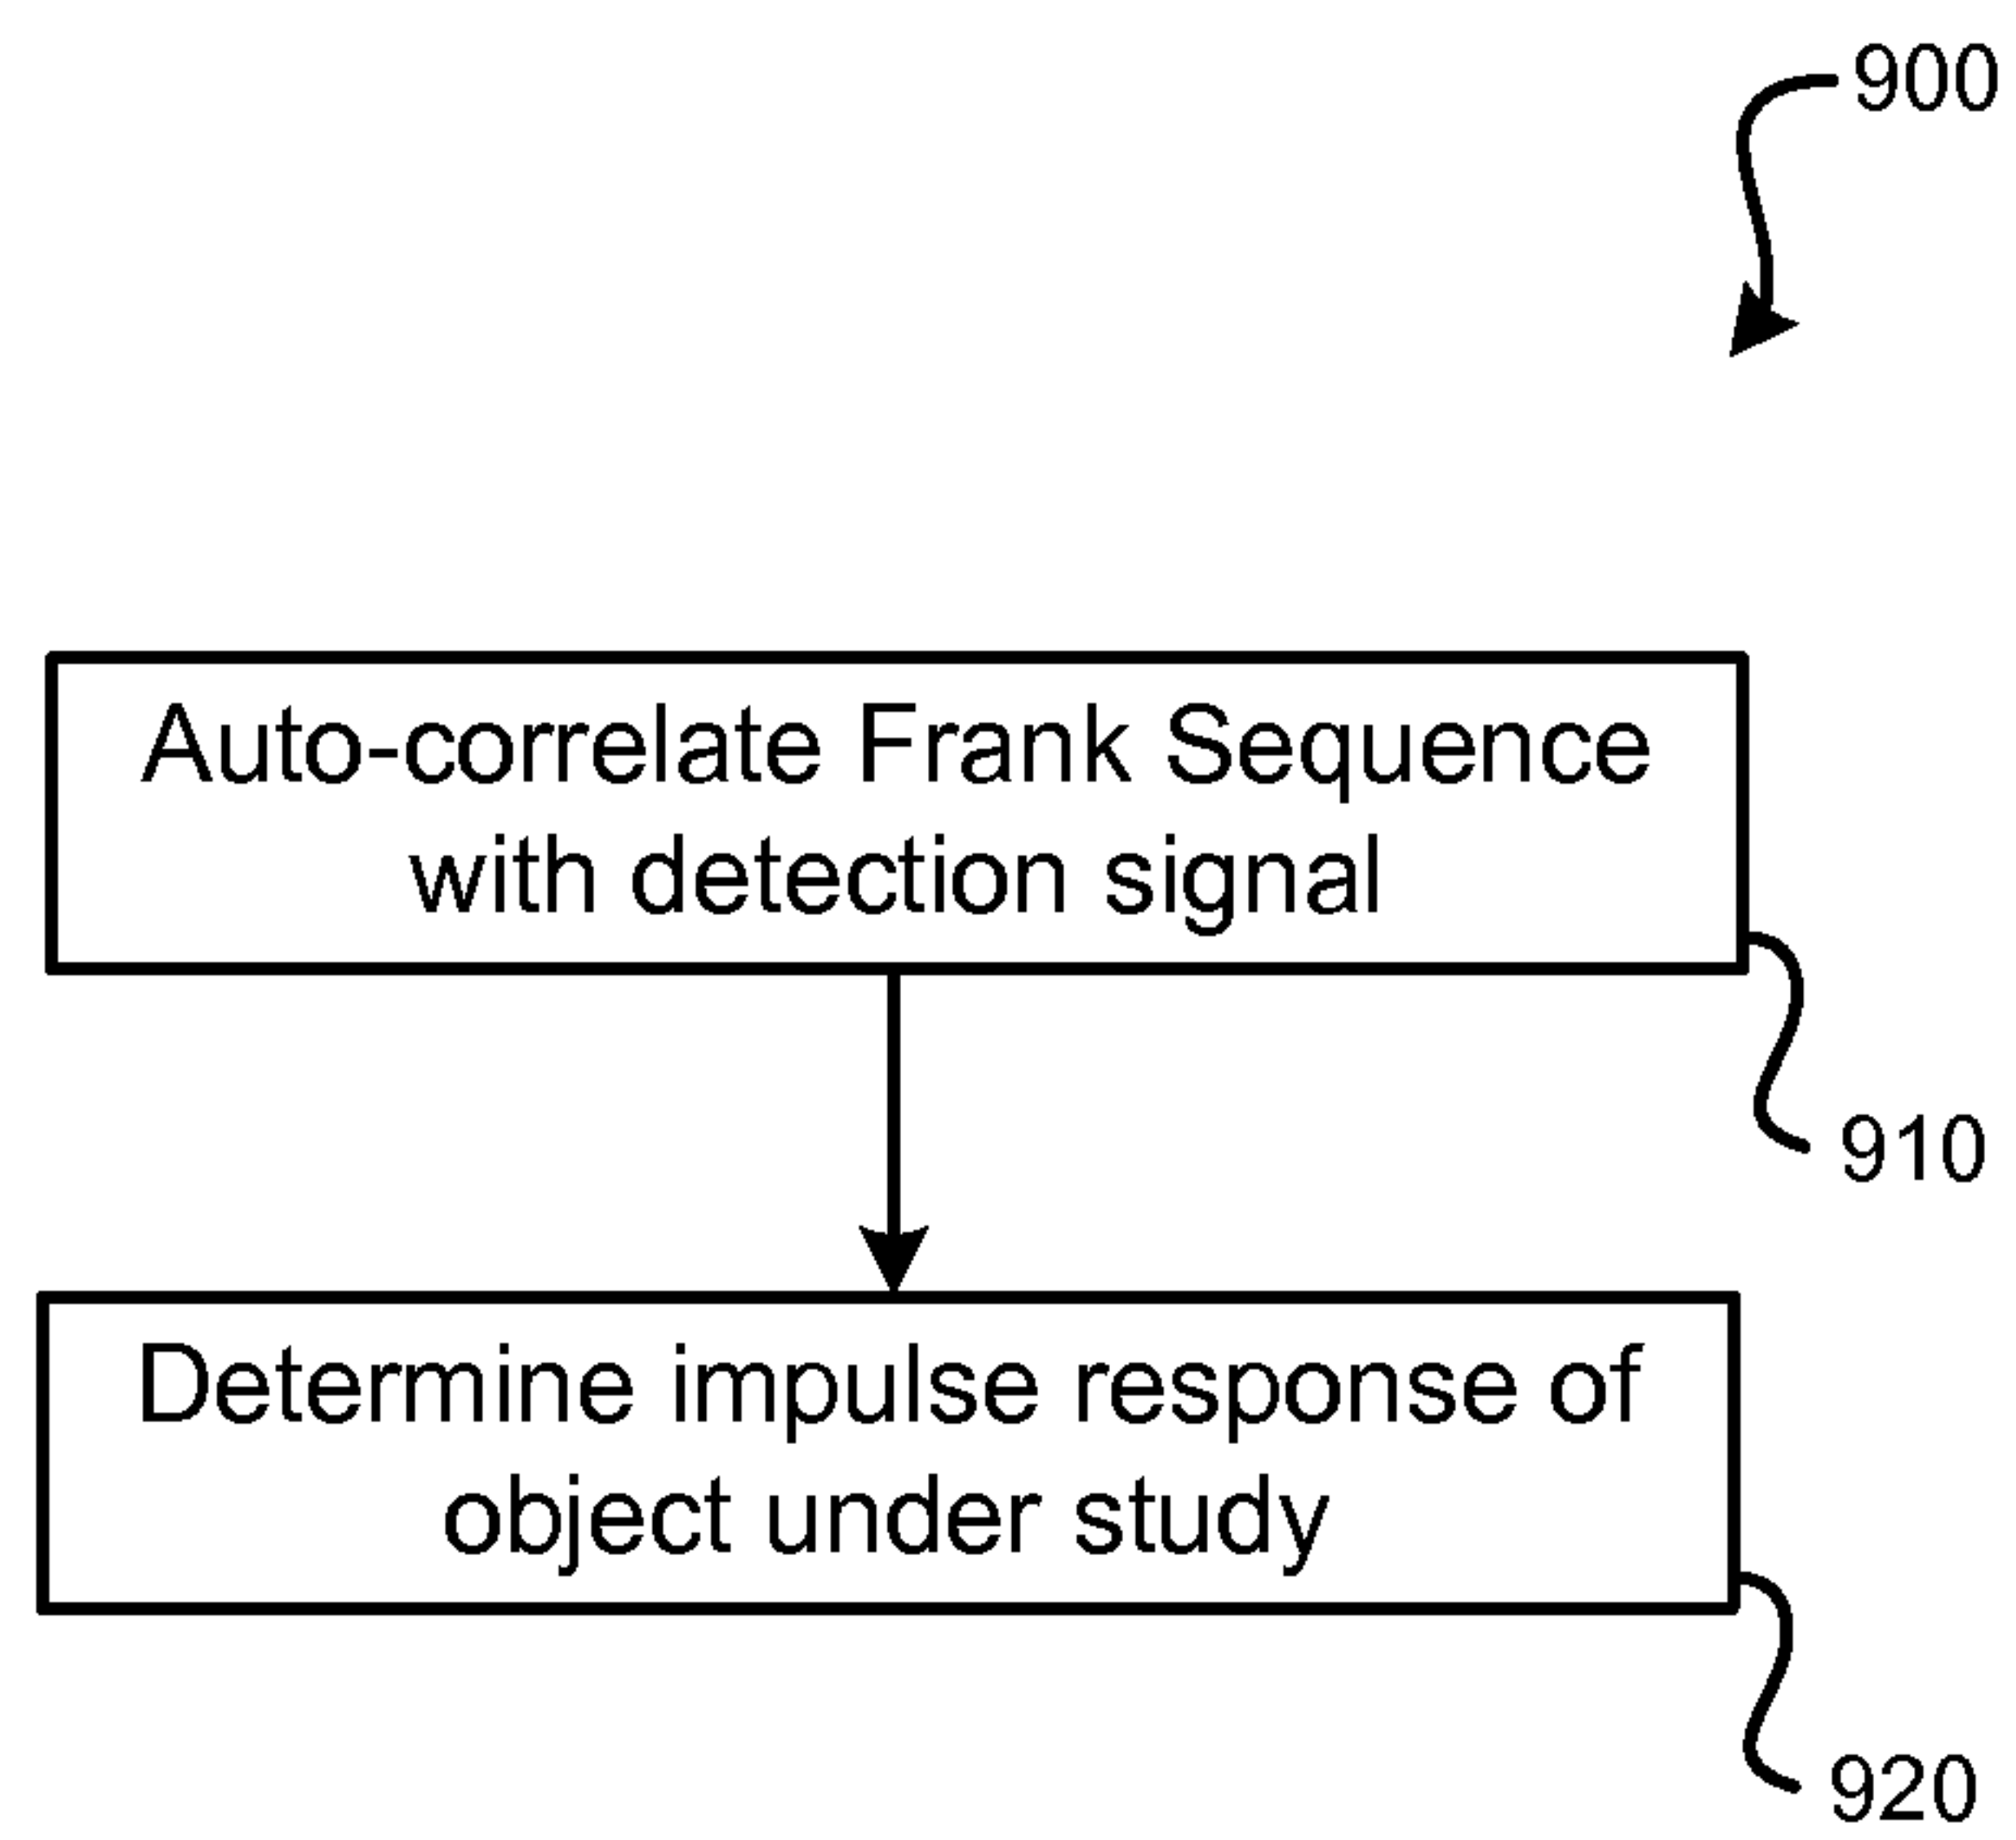 900
Auto-correlate Frank Sequence
with detection signal
910
Determine impulse response of
object under study
920